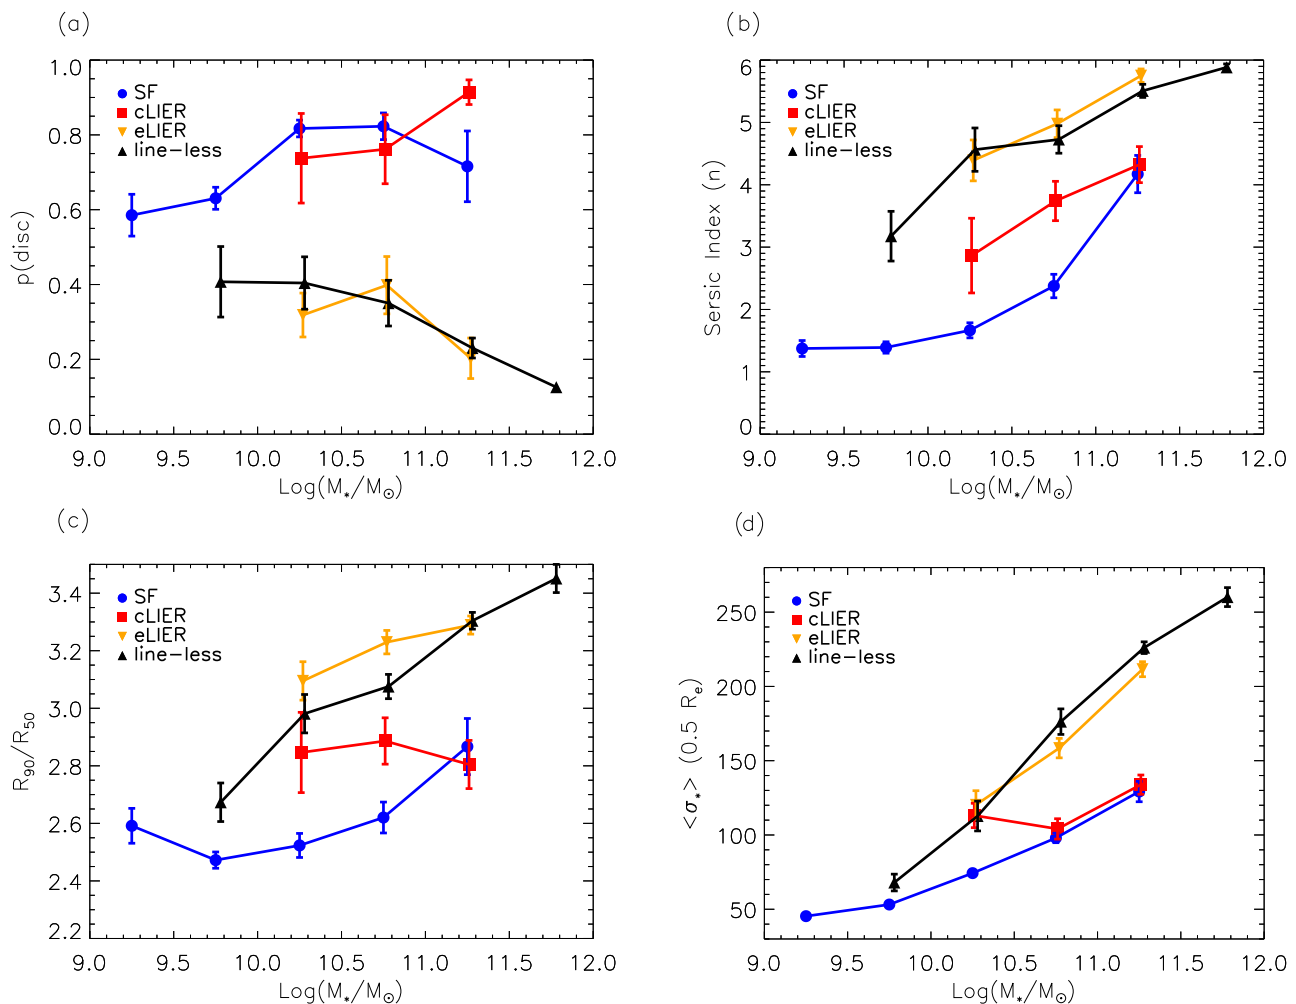 (a)
1.0
0.8
0.6
0.4
0.2
0.0
p(disc)
SF
cLIER
eLIER
line-less
9.0 9.5 10.0 10.5 11.0 11.5 12.0
Log(M*/M⊙)
(b)
6
5
4
3
2
1
0
Sersic Index (n)
SF
cLIER
eLIER
line-less
9.0 9.5 10.0 10.5 11.0 11.5 12.0
Log(M*/M⊙)
(c)
3.4
3.2
3.0
2.8
2.6
2.4
2.2
R90/R50
SF
cLIER
eLIER
line-less
9.0 9.5 10.0 10.5 11.0 11.5 12.0
Log(M*/M⊙)
(d)
250
200
150
100
50
<σ*> (0.5 Re)
SF
cLIER
eLIER
line-less
9.0 9.5 10.0 10.5 11.0 11.5 12.0
Log(M*/M⊙)